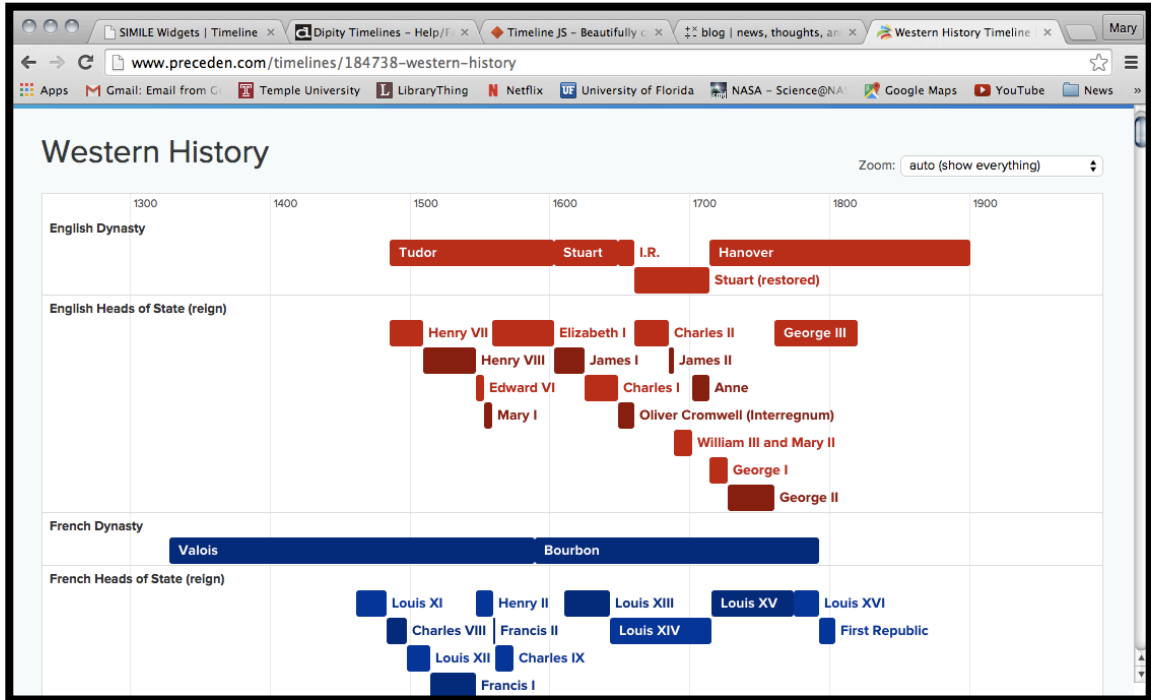 SIMILE Widgets | Timeline
Dipity Timelines – Help/F
Timeline JS – Beautifully
blog | news, thoughts, an
Western History Timeline
Mary
www.preceden.com/timelines/184738-western-history
Apps Gmail: Email from G Temple University LibraryThing Netflix University of Florida NASA – Science@NA Google Maps YouTube News »
Western History
Zoom: auto (show everything)
1300 1400 1500 1600 1700 1800 1900
English Dynasty
Tudor Stuart I.R. Hanover
Stuart (restored)
English Heads of State (reign)
Henry VII Elizabeth I Charles II George III
Henry VIII James I James II
Edward VI Charles I Anne
Mary I Oliver Cromwell (Interregnum)
William III and Mary II
George I
George II
French Dynasty
Valois Bourbon
French Heads of State (reign)
Louis XI Henry II Louis XIII Louis XV Louis XVI
Charles VIII Francis II Louis XIV First Republic
Louis XII Charles IX
Francis I